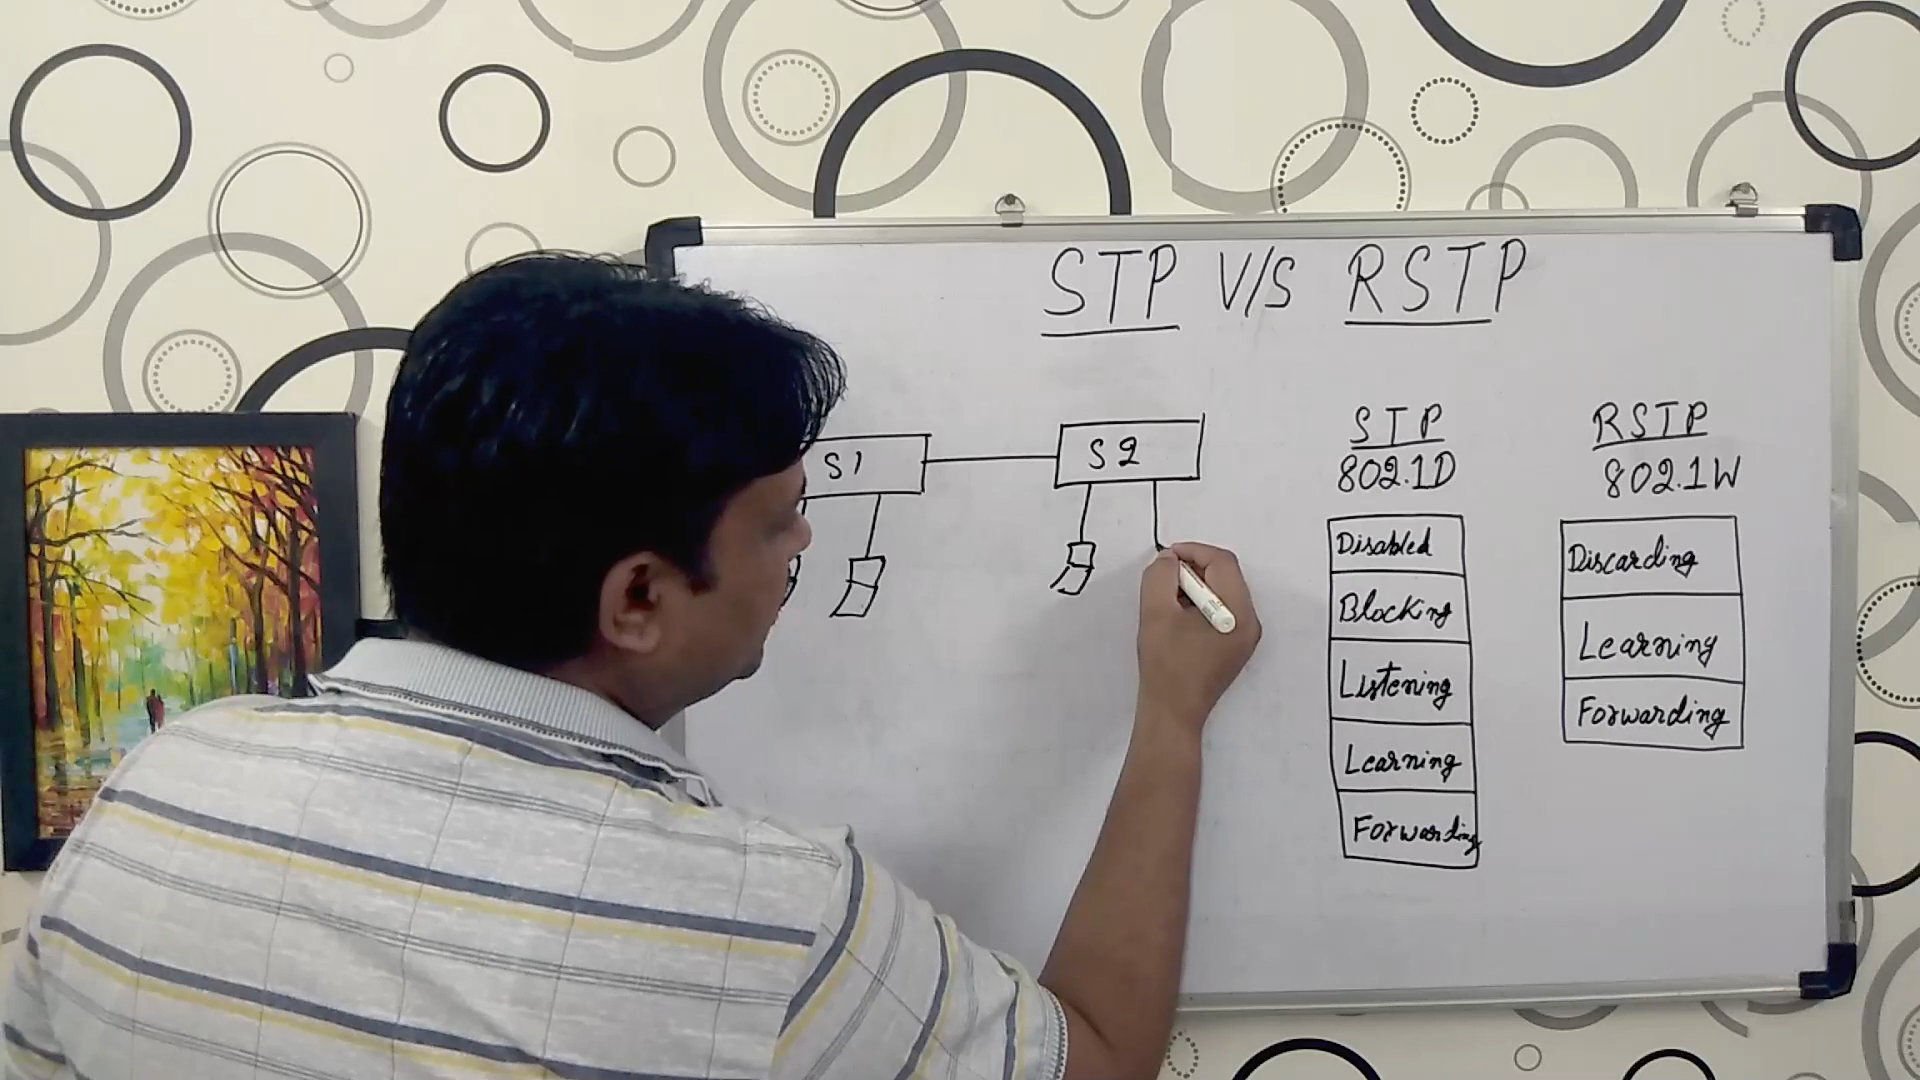 STP V/S RSTP
S1
S2
STP
802.1D
Disabled
Blocking
Listening
Learning
Forwarding
RSTP
802.1W
Discarding
Learning
Forwarding